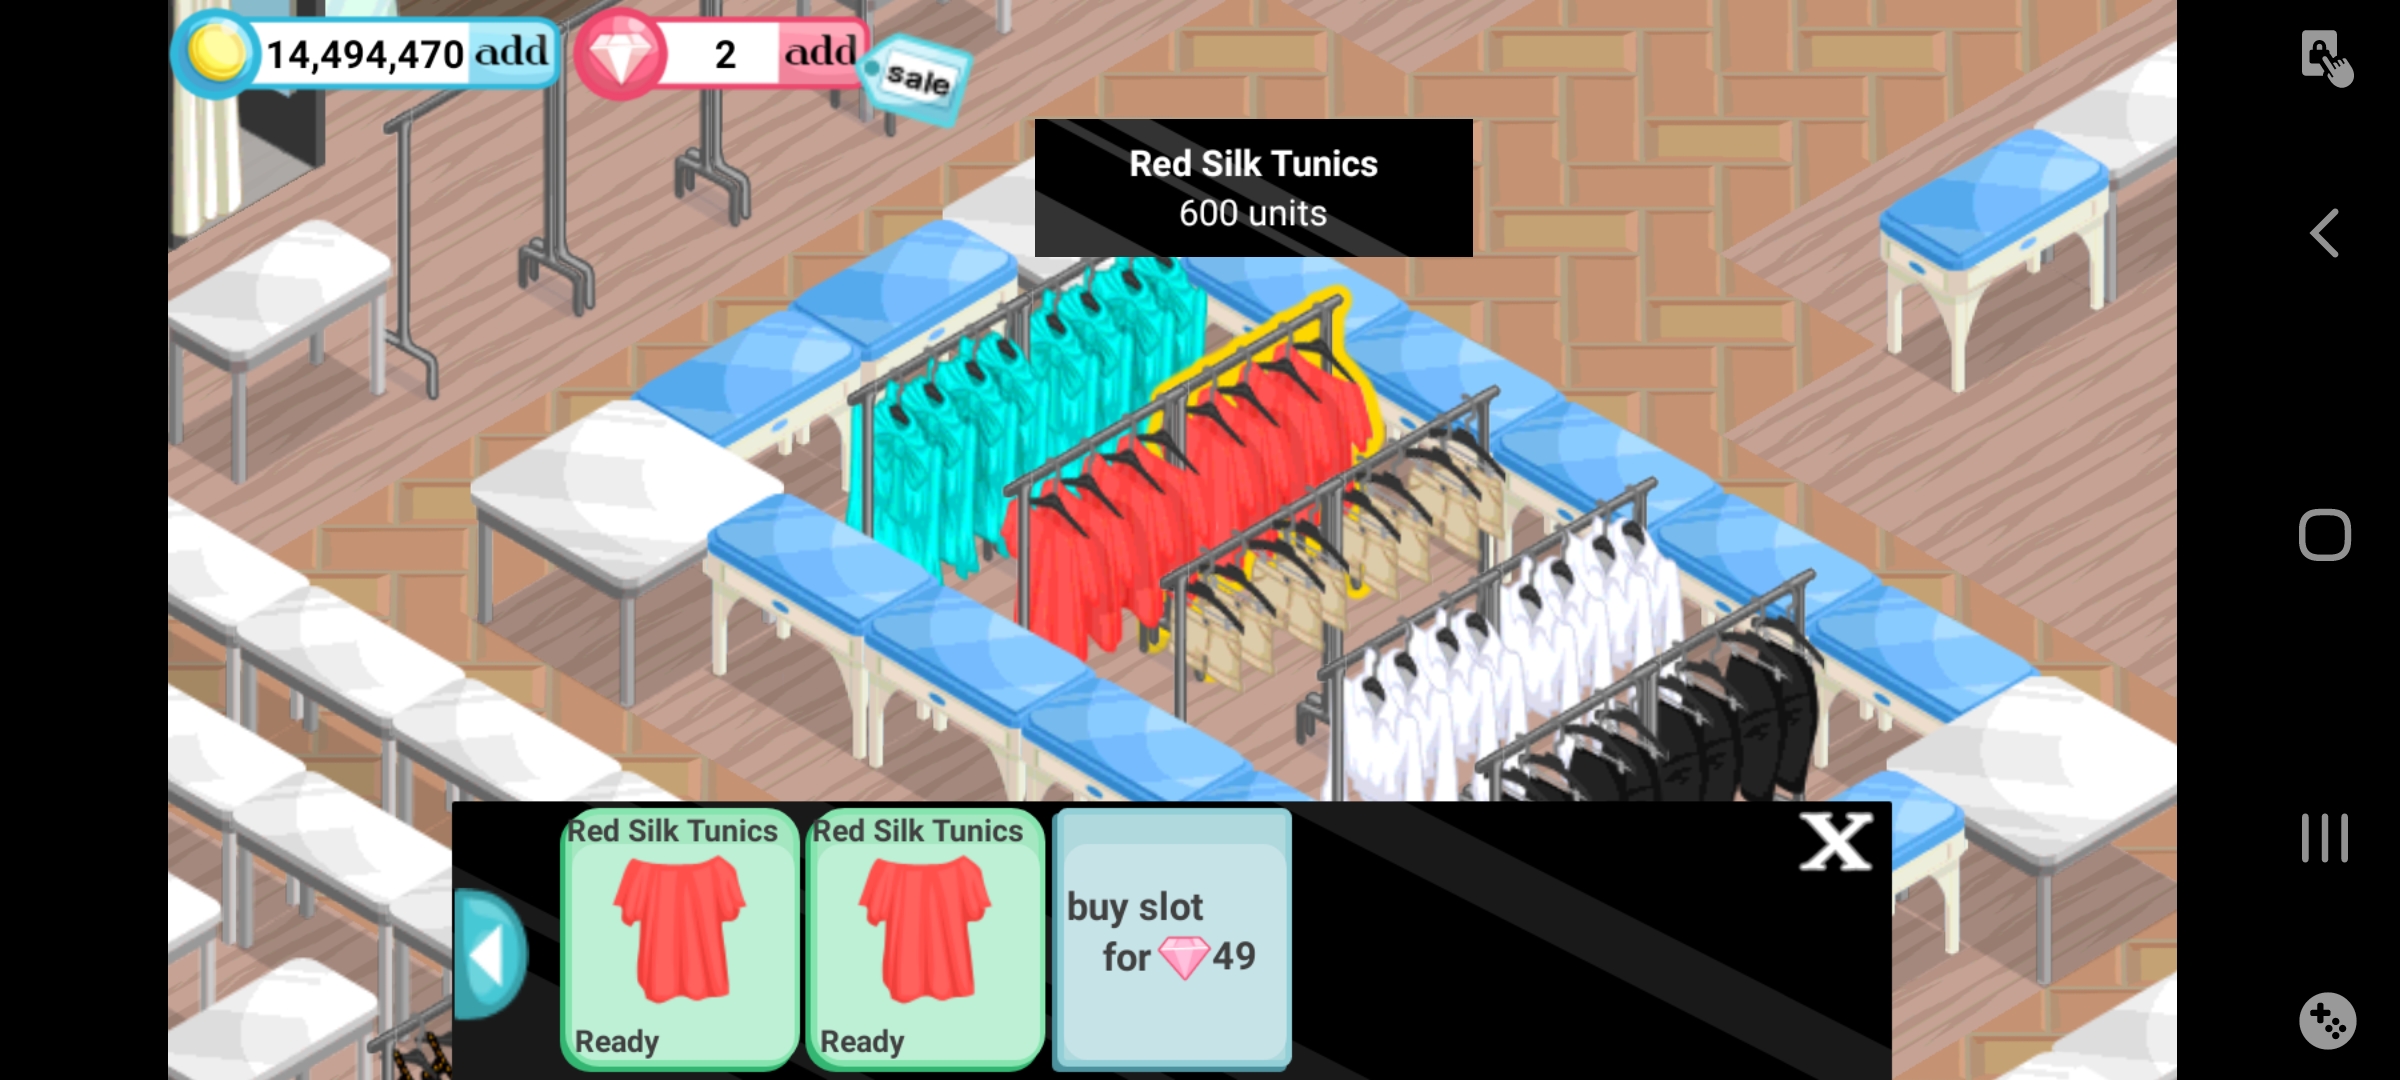 14,494,470 add
2 add
sale
Red Silk Tunics
600 units
Red Silk Tunics
Ready
Red Silk Tunics
Ready
buy slot
for 49
X